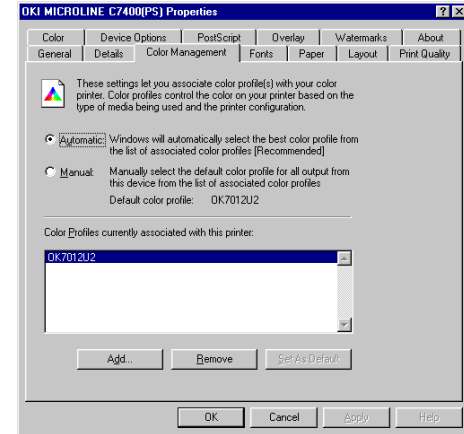 OKI MICROLINE C7400(PS) Properties
Color Device Options PostScript Overlay Watermarks About
General Details Color Management Fonts Paper Layout Print Quality
These settings let you associate color profile(s) with your color
printer. Color profiles control the color on your printer based on the
type of media being used and the printer configuration.
Automatic: Windows will automatically select the best color profile from
the list of associated color profiles [Recommended]
Manual: Manually select the default color profile for all output from
this device from the list of associated color profiles
Default color profile: OK7012U2
Color Profiles currently associated with this printer:
OK7012U2
Add... Remove Set As Default
OK Cancel Apply Help